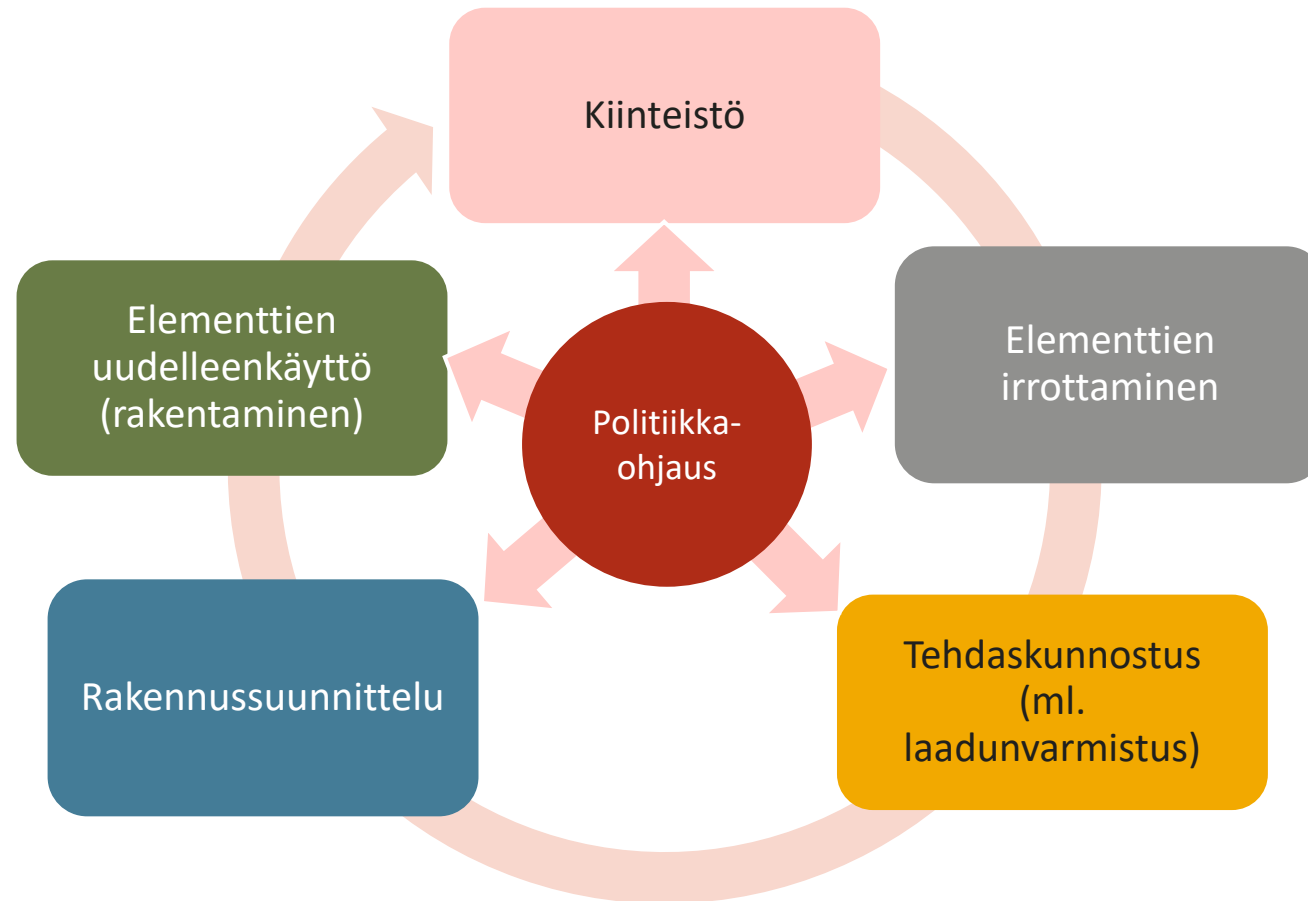 Kiinteistö
Elementtien
irrottaminen
Tehdaskunnostus
(ml.
laadunvarmistus)
Rakennussuunnittelu
Elementtien
uudelleenkäyttö
(rakentaminen)
Politiikka-
ohjaus